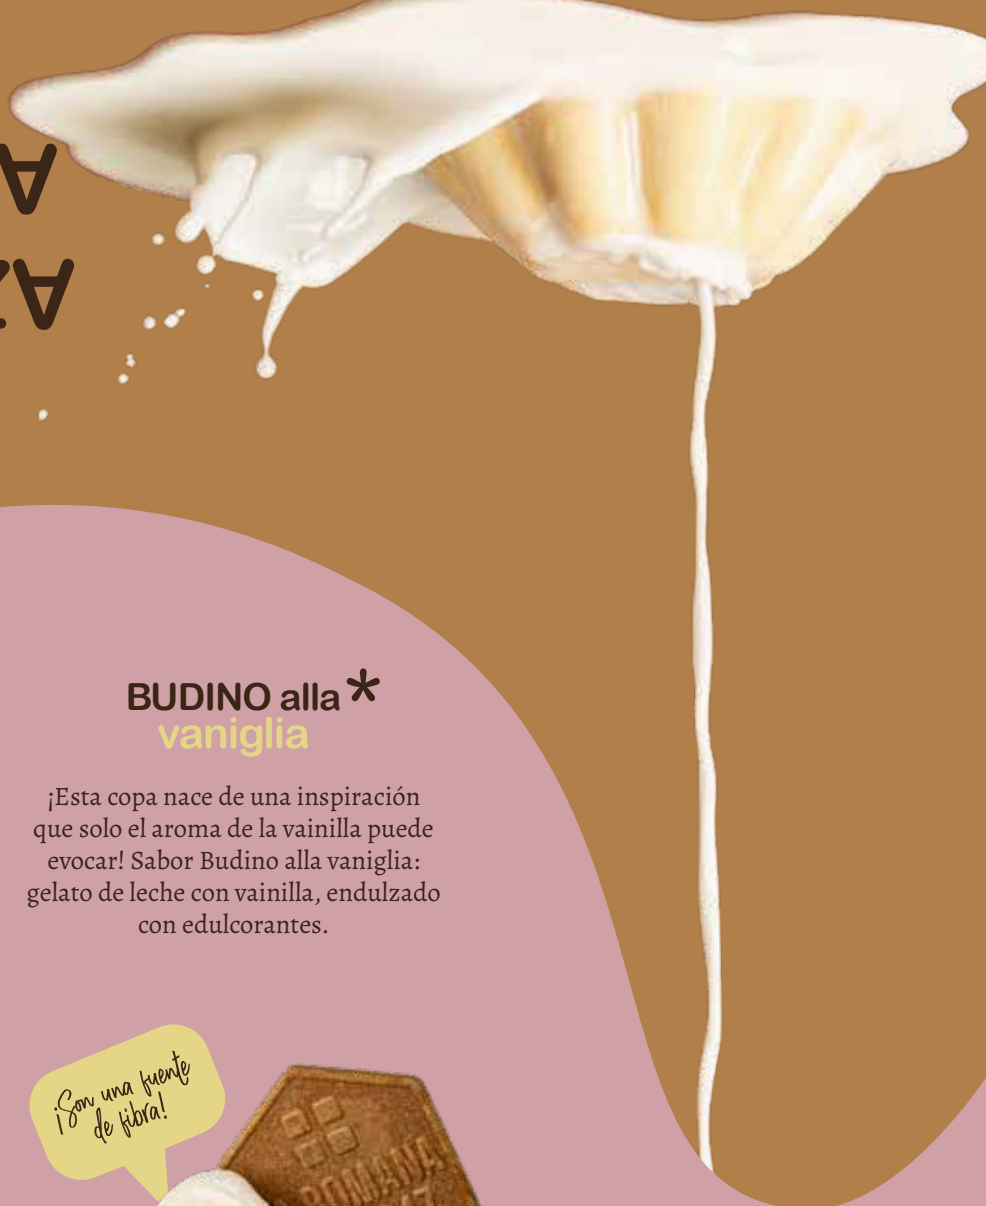 BUDINO alla*
vaniglia
¡Esta copa nace de una inspiración
que solo el aroma de la vainilla puede
evocar! Sabor Budino alla vaniglia:
gelato de leche con vainilla, endulzado
con edulcorantes.
¡Son una fuente
de fibra!
ROMANA